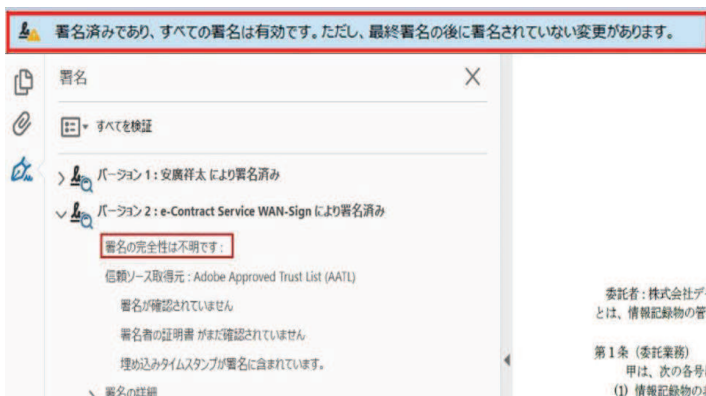 署名済みであり、すべての署名は有効です。ただし、最終署名の後に署名されていない変更があります。
署名
すべてを検証
バージョン 1 : 安廣祥太 により署名済み
バージョン 2 : e-Contract Service WAN-Sign により署名済み
署名の完全性は不明です :
信頼ソース取得元 : Adobe Approved Trust List (AATL)
署名が確認されていません
署名者の証明書 がまだ確認されていません
埋め込みタイムスタンプが署名に含まれています。
署名の詳細
委託者 : 株式会社デ
とは、情報記録物の管
第1条（委託業務）
甲は、次の各号
(1) 情報記録物の